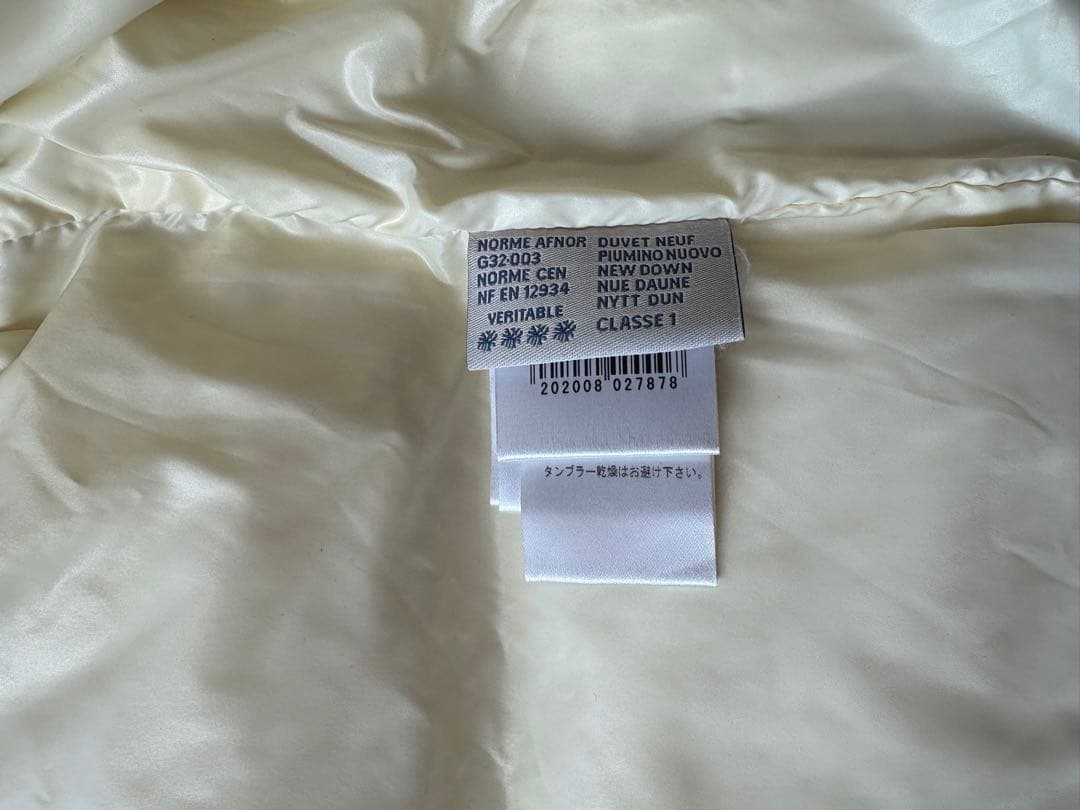 NORME AFNOR
G32-003
NORME CEN
NF EN 12934
VERITABLE
DUVET NEUF
PIUMINO NUOVO
NEW DOWN
NUE DAUNE
NYTT DUN
CLASSE 1
202008 027878
タンブラー乾燥はお避け下さい。